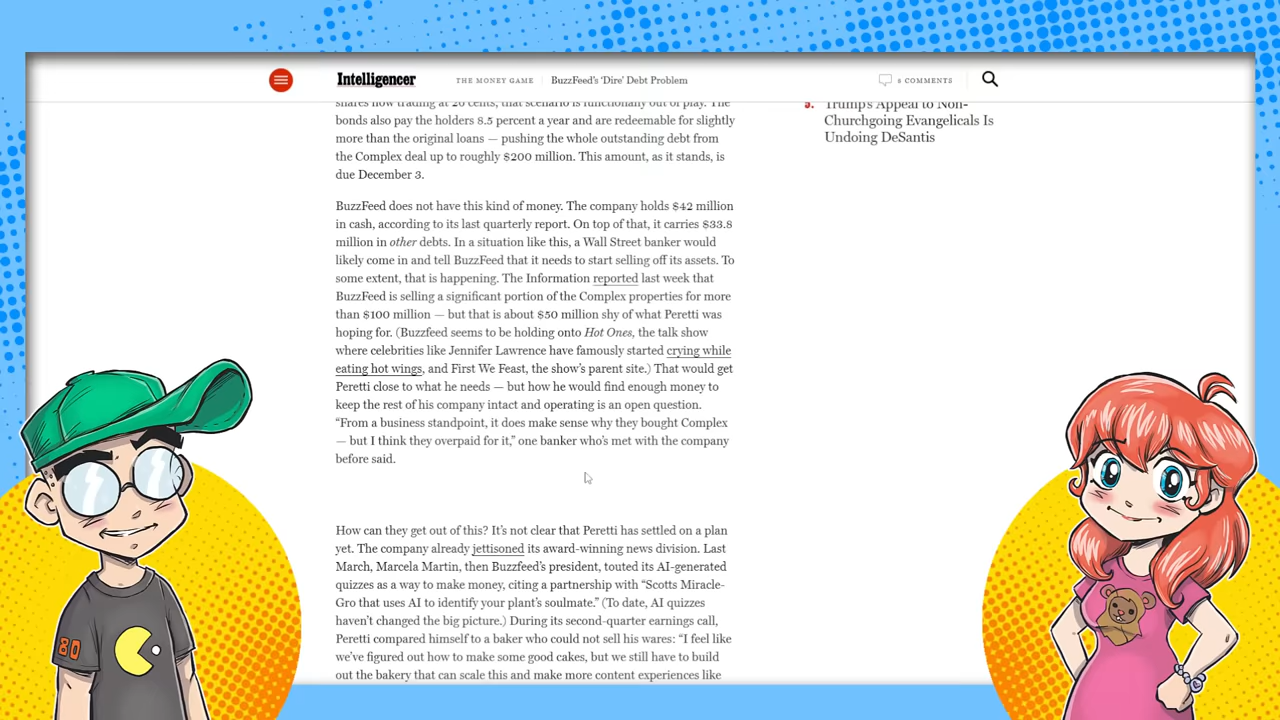 Intelligencer
THE MONEY GAME
BuzzFeed's 'Dire' Debt Problem
8 COMMENTS
shares now trading at 26 cents, that scenario is functionally out of play. The
bonds also pay the holders 8.5 percent a year and are redeemable for slightly
more than the original loans — pushing the whole outstanding debt from
the Complex deal up to roughly $200 million. This amount, as it stands, is
due December 3.
BuzzFeed does not have this kind of money. The company holds $42 million
in cash, according to its last quarterly report. On top of that, it carries $33.8
million in other debts. In a situation like this, a Wall Street banker would
likely come in and tell BuzzFeed that it needs to start selling off its assets. To
some extent, that is happening. The Information reported last week that
BuzzFeed is selling a significant portion of the Complex properties for more
than $100 million — but that is about $50 million shy of what Peretti was
hoping for. (Buzzfeed seems to be holding onto Hot Ones, the talk show
where celebrities like Jennifer Lawrence have famously started crying while
eating hot wings, and First We Feast, the show's parent site.) That would get
Peretti close to what he needs — but how he would find enough money to
keep the rest of his company intact and operating is an open question.
"From a business standpoint, it does make sense why they bought Complex
— but I think they overpaid for it," one banker who's met with the company
before said.
How can they get out of this? It's not clear that Peretti has settled on a plan
yet. The company already jettisoned its award-winning news division. Last
March, Marcela Martin, then Buzzfeed's president, touted its AI-generated
quizzes as a way to make money, citing a partnership with "Scotts Miracle-
Gro that uses AI to identify your plant's soulmate." (To date, AI quizzes
haven't changed the big picture.) During its second-quarter earnings call,
Peretti compared himself to a baker who could not sell his wares: "I feel like
we've figured out how to make some good cakes, but we still have to build
out the bakery that can scale this and make more content experiences like
5.
Trump's Appeal to Non-
Churchgoing Evangelicals Is
Undoing DeSantis
80